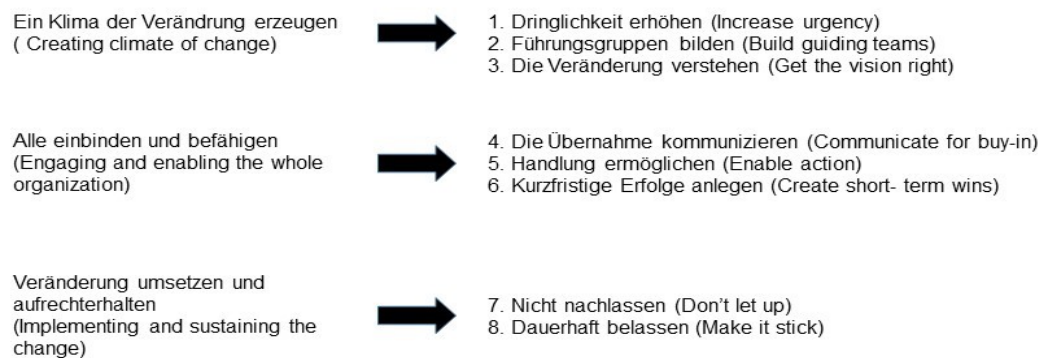 Ein Klima der Verändrung erzeugen
( Creating climate of change)
1. Dringlichkeit erhöhen (Increase urgency)
2. Führungsgruppen bilden (Build guiding teams)
3. Die Veränderung verstehen (Get the vision right)
Alle einbinden und befähigen
(Engaging and enabling the whole
organization)
4. Die Übernahme kommunizieren (Communicate for buy-in)
5. Handlung ermöglichen (Enable action)
6. Kurzfristige Erfolge anlegen (Create short- term wins)
Veränderung umsetzen und
aufrechterhalten
(Implementing and sustaining the
change)
7. Nicht nachlassen (Don’t let up)
8. Dauerhaft belassen (Make it stick)